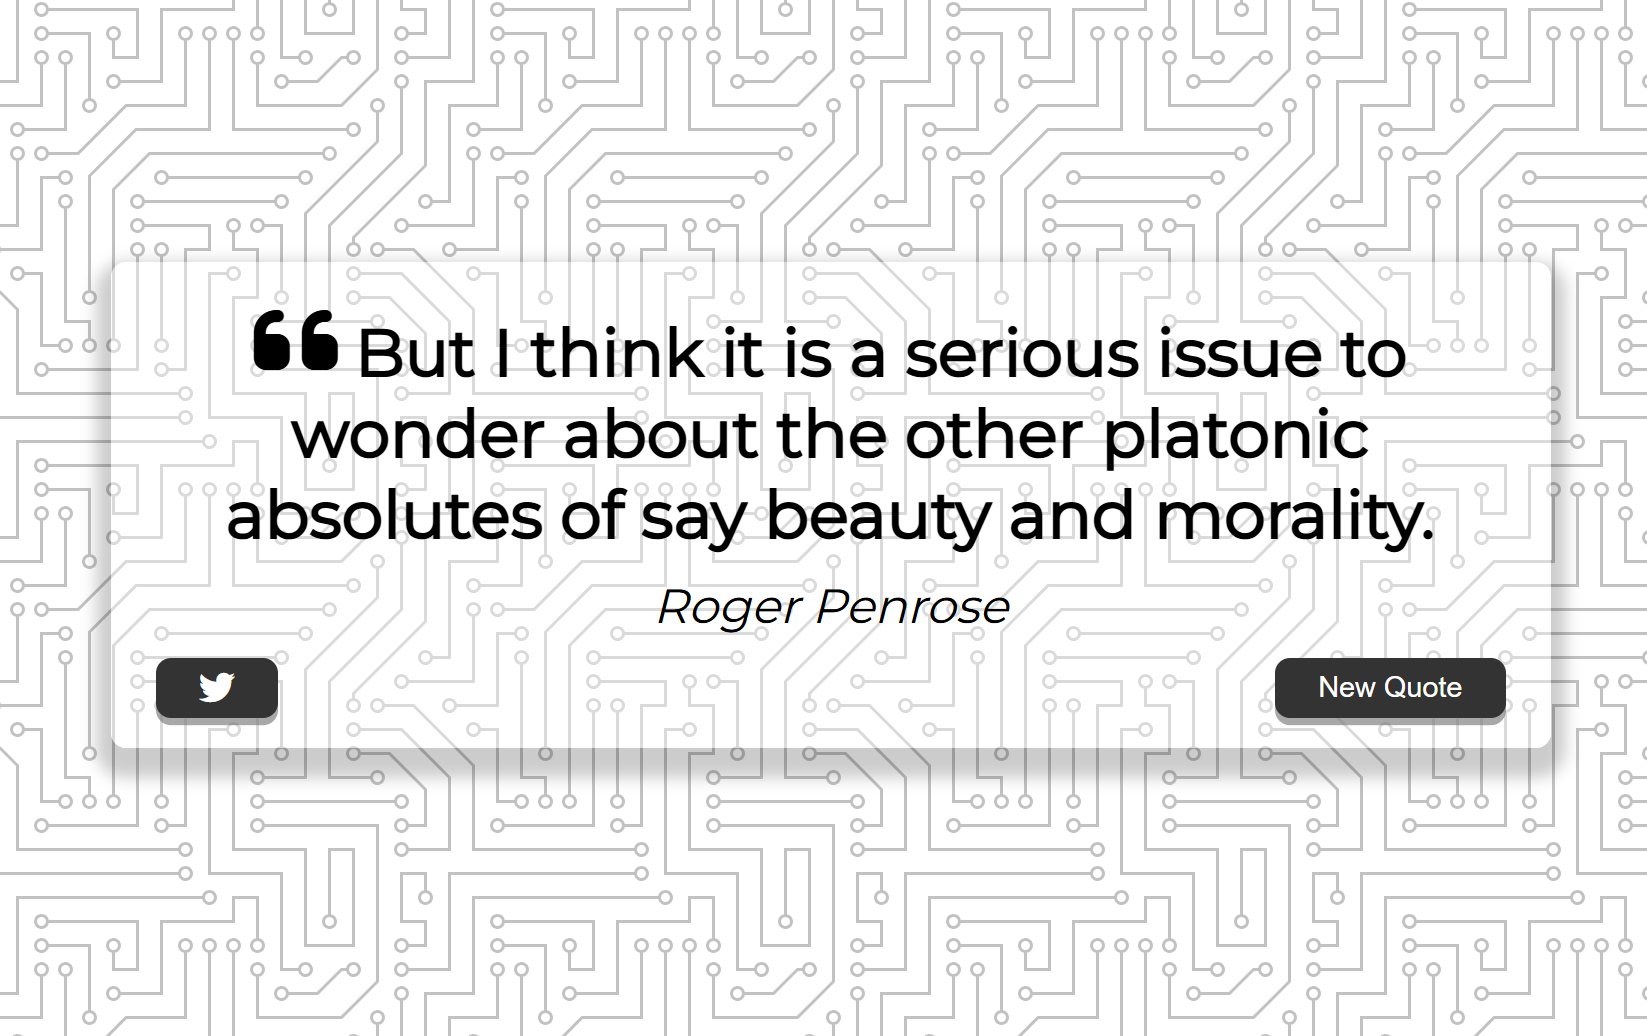 ❝ But I think it is a serious issue to
wonder about the other platonic
absolutes of say beauty and morality.
Roger Penrose
New Quote